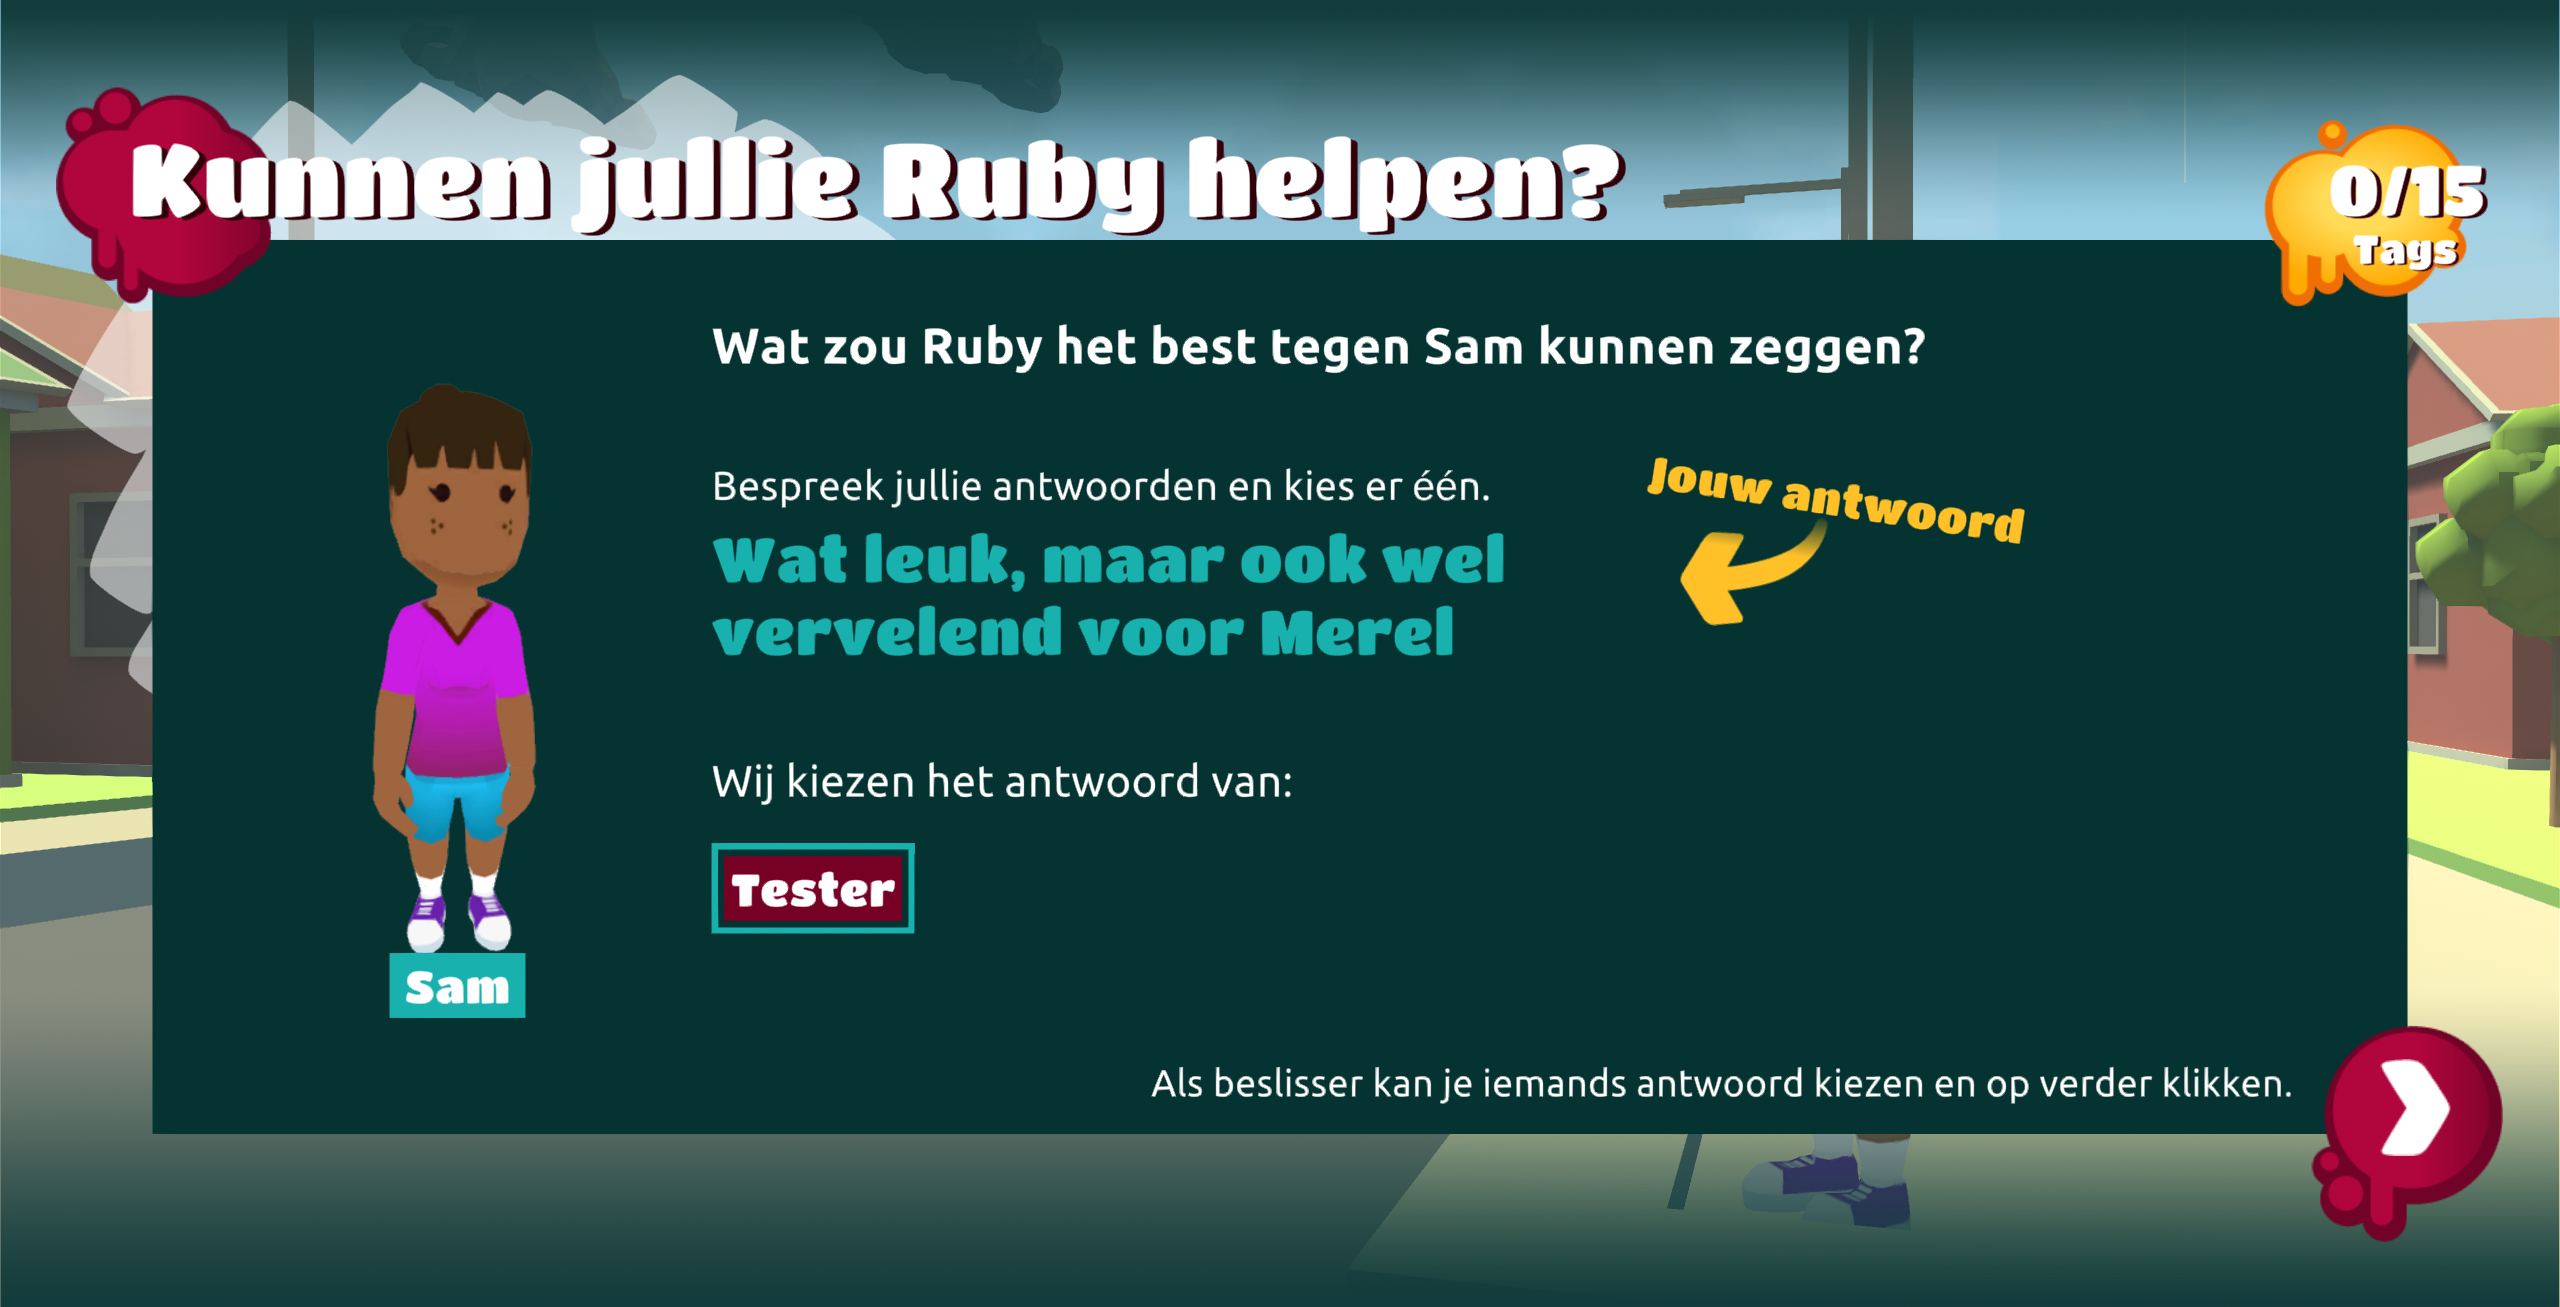 Kunnen jullie Ruby helpen?
0/15
Tags
Wat zou Ruby het best tegen Sam kunnen zeggen?
Bespreek jullie antwoorden en kies er één.
Jouw antwoord
Wat leuk, maar ook wel
vervelend voor Merel
Wij kiezen het antwoord van:
Tester
Sam
Als beslisser kan je iemands antwoord kiezen en op verder klikken.